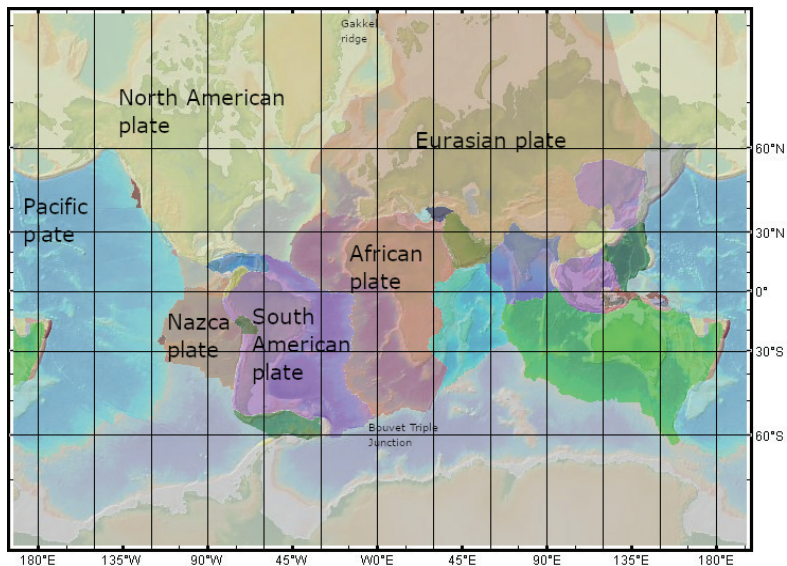 Gakkel
ridge
North American
plate
Eurasian plate
60°N
Pacific
plate
30°N
African
plate
0°
Nazca
plate
South
American
plate
30°S
Bouvet Triple
Junction
60°S
180°E 135°W 90°W 45°W W0°E 45°E 90°E 135°E 180°E